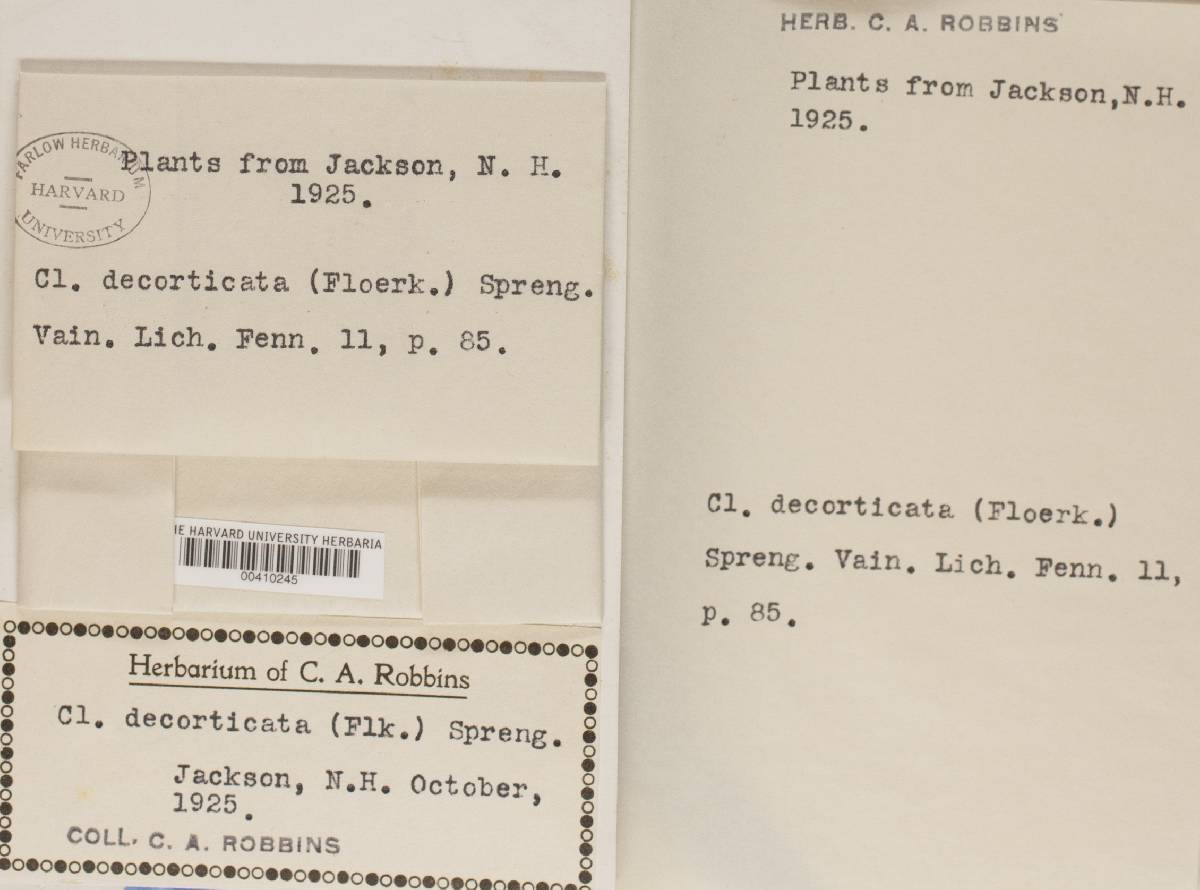 FARLOW HERBARIUM
HARVARD
UNIVERSITY
Plants from Jackson, N. H.
1925.
Cl. decorticata (Floerk.) Spreng.
Vain. Lich. Fenn. 11, p. 85.
HE HARVARD UNIVERSITY HERBARIA
00410245
Herbarium of C. A. Robbins
Cl. decorticata (Flk.) Spreng.
Jackson, N.H. October,
1925.
COLL. C. A. ROBBINS
HERB. C. A. ROBBINS
Plants from Jackson,N.H.
1925.
Cl. decorticata (Floerk.)
Spreng. Vain. Lich. Fenn. 11,
p. 85.